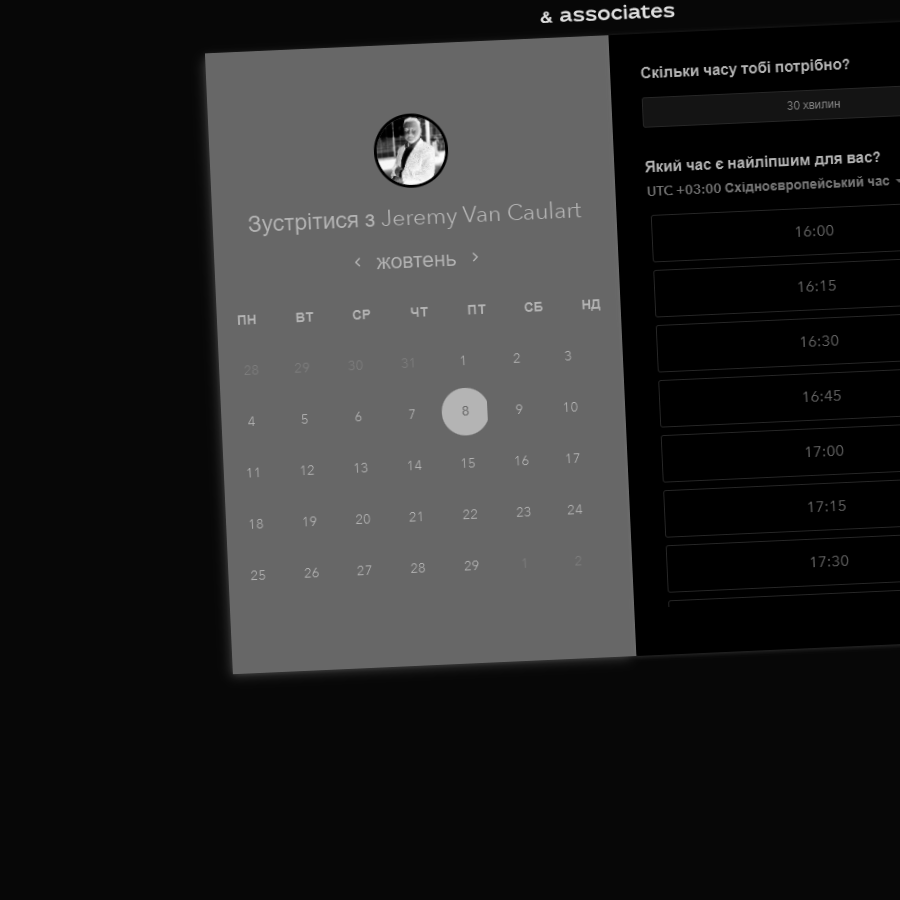 & associates
Зустрітися з Jeremy Van Caulart
жовтень
ПН ВТ СР ЧТ ПТ СБ НД
28 29 30 31 1 2 3
4 5 6 7 8 9 10
11 12 13 14 15 16 17
18 19 20 21 22 23 24
25 26 27 28 29 1 2
Скільки часу тобі потрібно?
30 хвилин
Який час є найліпшим для вас?
UTC +03:00 Східноєвропейський час
16:00
16:15
16:30
16:45
17:00
17:15
17:30